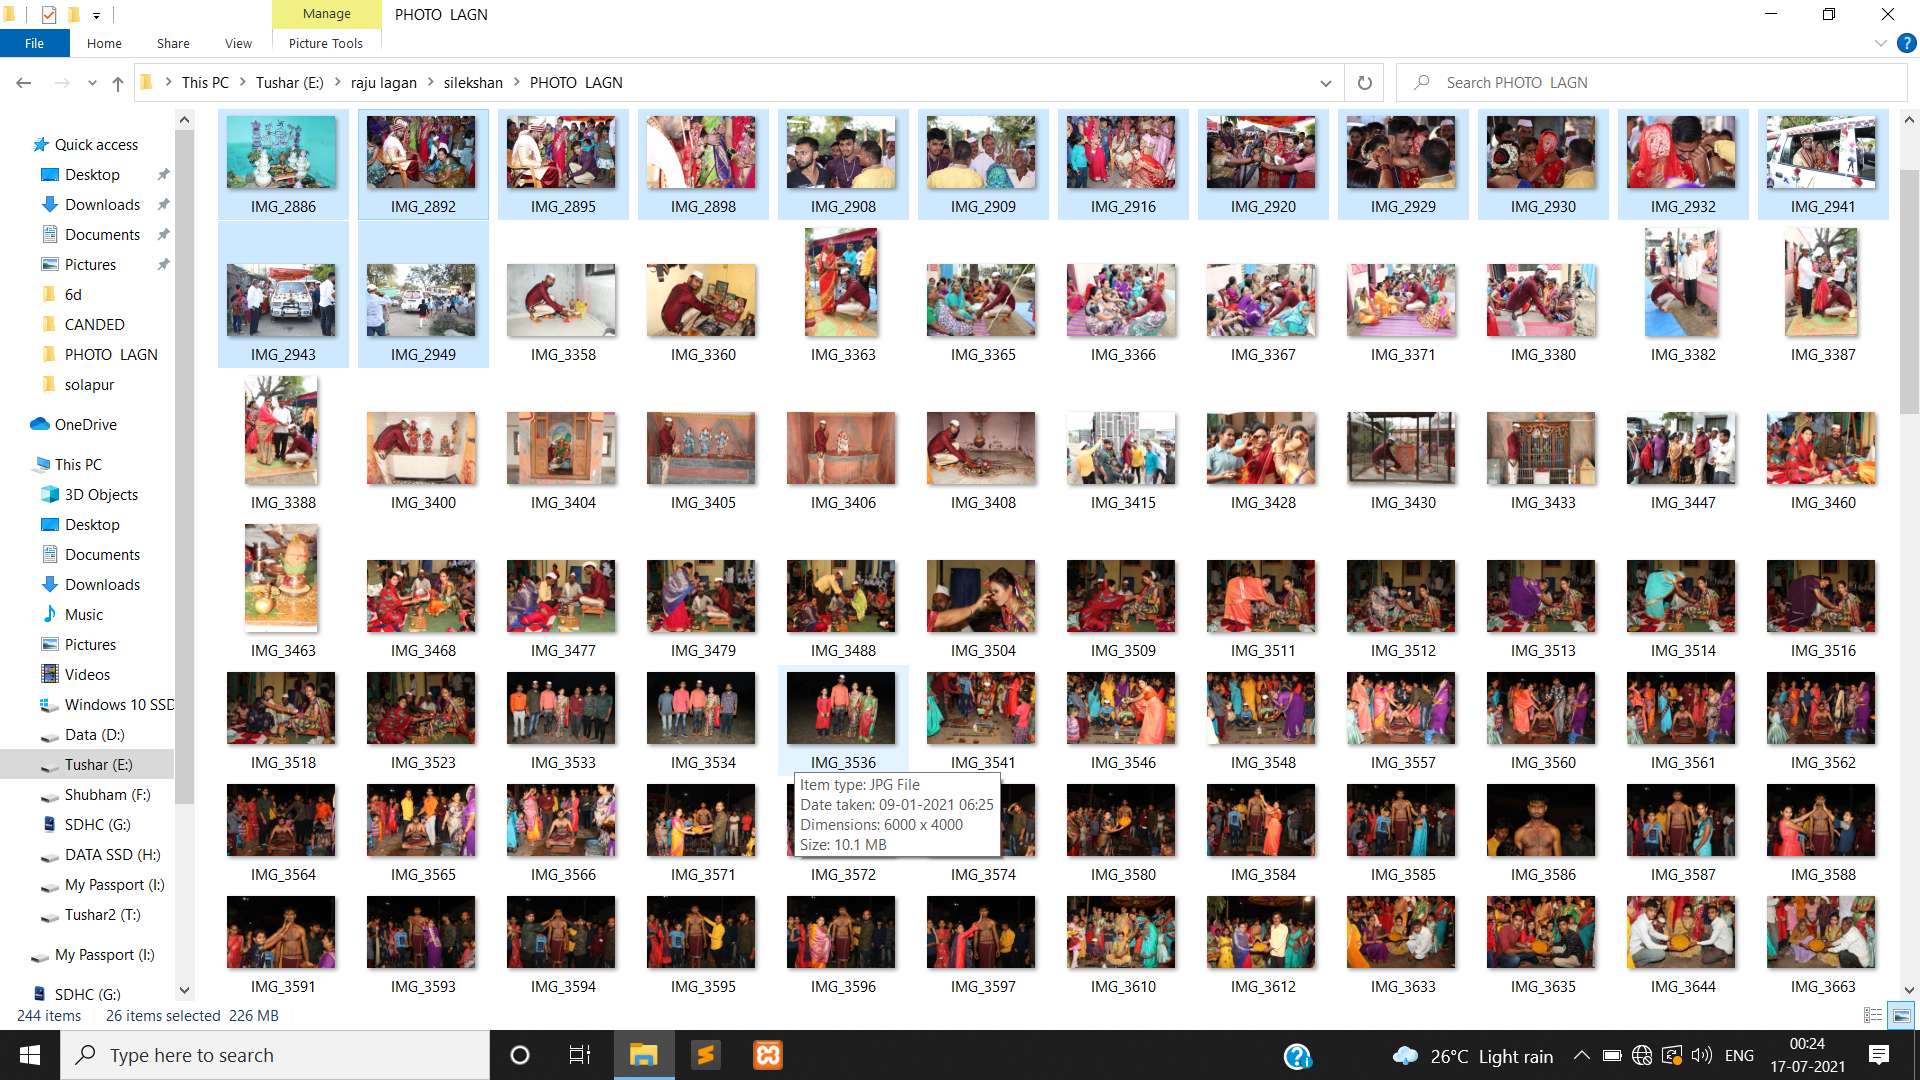 Manage
PHOTO LAGN
File
Home
Share
View
Picture Tools
This PC
Tushar (E:)
raju lagan
silekshan
PHOTO LAGN
Search PHOTO LAGN
Quick access
Desktop
Downloads
Documents
Pictures
6d
CANDED
PHOTO LAGN
solapur
OneDrive
This PC
3D Objects
Desktop
Documents
Downloads
Music
Pictures
Videos
Windows 10 SSD
Data (D:)
Tushar (E:)
Shubham (F:)
SDHC (G:)
DATA SSD (H:)
My Passport (I:)
Tushar2 (T:)
My Passport (I:)
SDHC (G:)
IMG_2886 IMG_2892 IMG_2895 IMG_2898 IMG_2908 IMG_2909 IMG_2916 IMG_2920 IMG_2929 IMG_2930 IMG_2932 IMG_2941
IMG_2943 IMG_2949 IMG_3358 IMG_3360 IMG_3363 IMG_3365 IMG_3366 IMG_3367 IMG_3371 IMG_3380 IMG_3382 IMG_3387
IMG_3388 IMG_3400 IMG_3404 IMG_3405 IMG_3406 IMG_3408 IMG_3415 IMG_3428 IMG_3430 IMG_3433 IMG_3447 IMG_3460
IMG_3463 IMG_3468 IMG_3477 IMG_3479 IMG_3488 IMG_3504 IMG_3509 IMG_3511 IMG_3512 IMG_3513 IMG_3514 IMG_3516
IMG_3518 IMG_3523 IMG_3533 IMG_3534 IMG_3536 IMG_3541 IMG_3546 IMG_3548 IMG_3557 IMG_3560 IMG_3561 IMG_3562
Item type: JPG File
Date taken: 09-01-2021 06:25
Dimensions: 6000 x 4000
Size: 10.1 MB
IMG_3564 IMG_3565 IMG_3566 IMG_3571 IMG_3572 IMG_3574 IMG_3580 IMG_3584 IMG_3585 IMG_3586 IMG_3587 IMG_3588
IMG_3591 IMG_3593 IMG_3594 IMG_3595 IMG_3596 IMG_3597 IMG_3610 IMG_3612 IMG_3633 IMG_3635 IMG_3644 IMG_3663
244 items 26 items selected 226 MB
Type here to search
26°C Light rain
ENG
00:24
17-07-2021